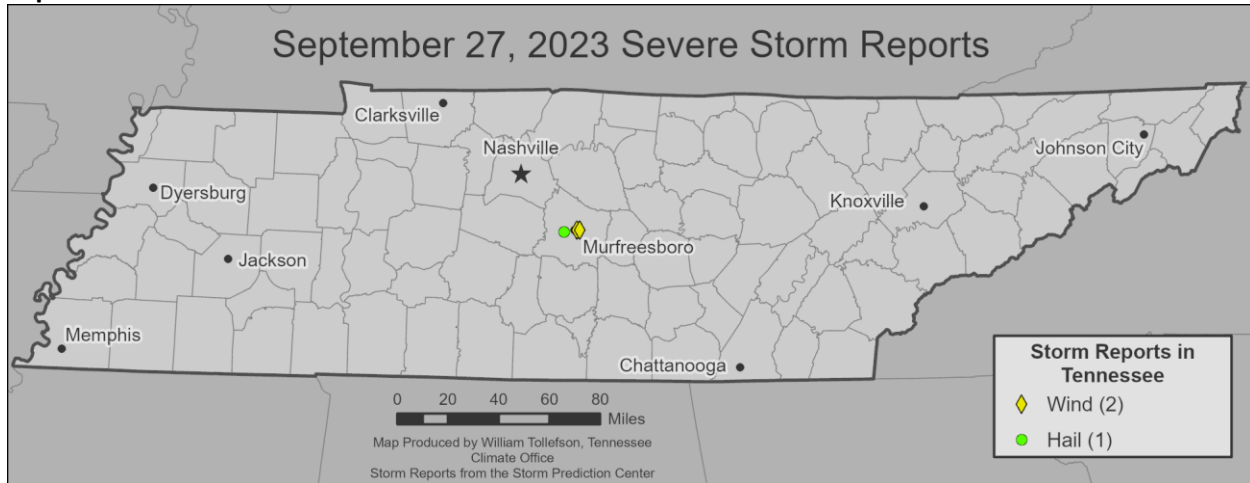 September 27, 2023 Severe Storm Reports
Clarksville
Nashville
Johnson City
Dyersburg
Knoxville
Murfreesboro
Jackson
Memphis
Chattanooga
Storm Reports in
Tennessee
Wind (2)
Hail (1)
0 20 40 60 80
Miles
Map Produced by William Tollefson, Tennessee
Climate Office
Storm Reports from the Storm Prediction Center